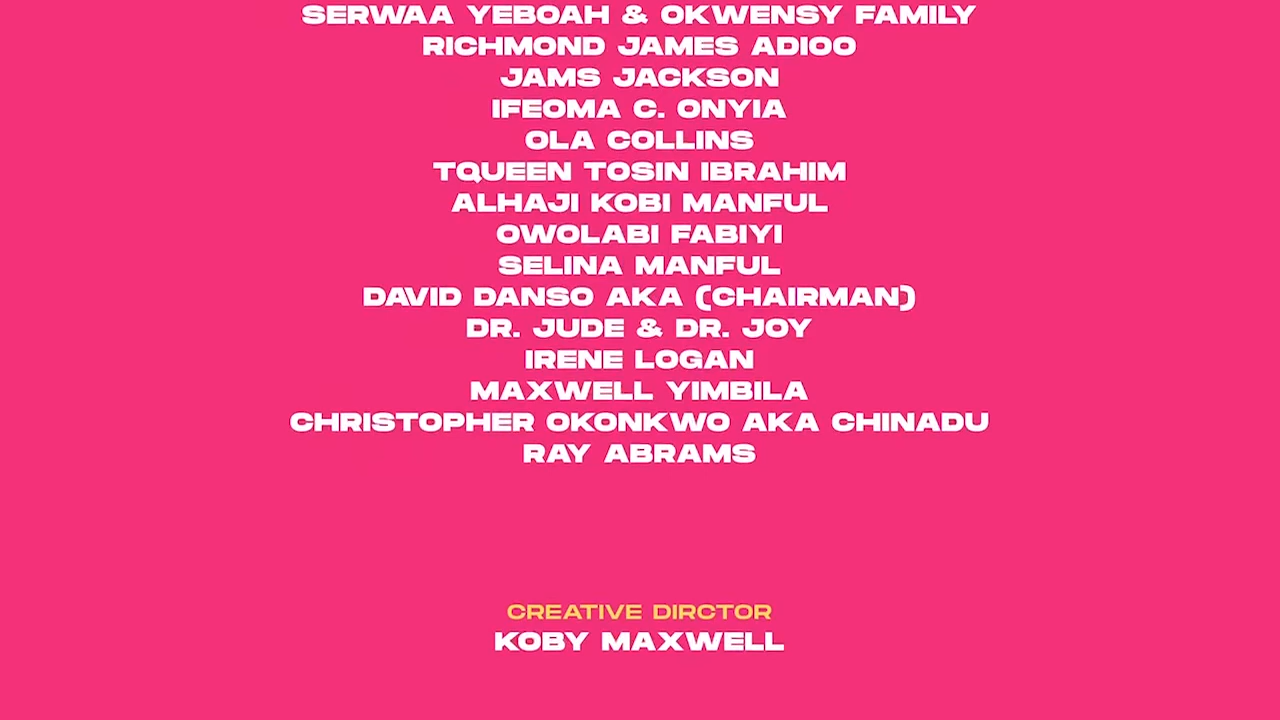 SERWAA YEBOAH & OKWENSY FAMILY
RICHMOND JAMES ADIOO
JAMS JACKSON
IFEOMA C. ONYIA
OLA COLLINS
TQUEEN TOSIN IBRAHIM
ALHAJI KOBI MANFUL
OWOLABI FABIYI
SELINA MANFUL
DAVID DANSO AKA (CHAIRMAN)
DR. JUDE & DR. JOY
IRENE LOGAN
MAXWELL YIMBILA
CHRISTOPHER OKONKWO AKA CHINADU
RAY ABRAMS
CREATIVE DIRCTOR
KOBY MAXWELL